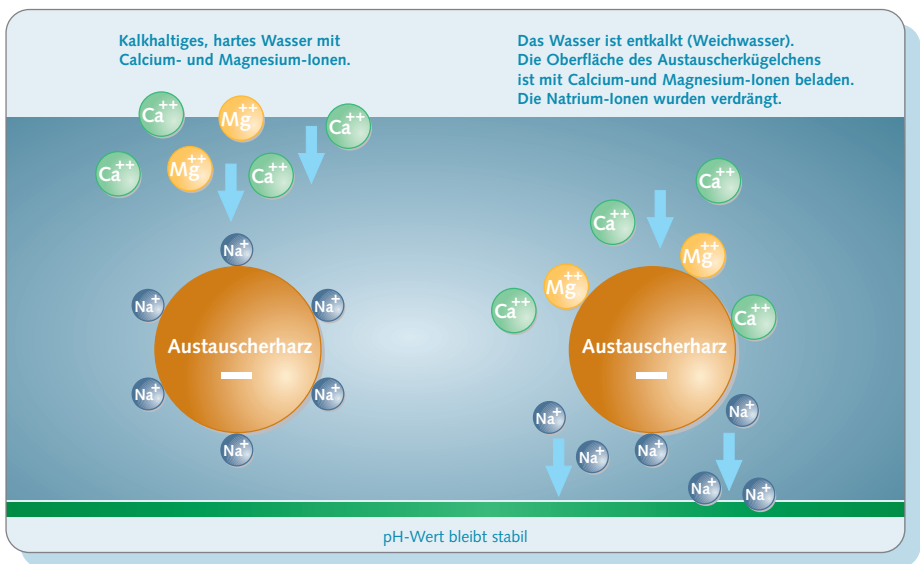 Kalkhaltiges, hartes Wasser mit
Calcium- und Magnesium-Ionen.
Das Wasser ist entkalkt (Weichwasser).
Die Oberfläche des Austauscherkügelchens
ist mit Calcium-und Magnesium-Ionen beladen.
Die Natrium-Ionen wurden verdrängt.
Ca++
Mg++
Ca++
Ca++
Mg++
Ca++
Na+
Na+
Na+
Austauscherharz
–
Na+
Na+
Na+
Ca++
Ca++
Mg++
Mg++
Ca++
Ca++
Austauscherharz
–
Na+
Na+
Na+
Na+
Na+
Na+
pH-Wert bleibt stabil